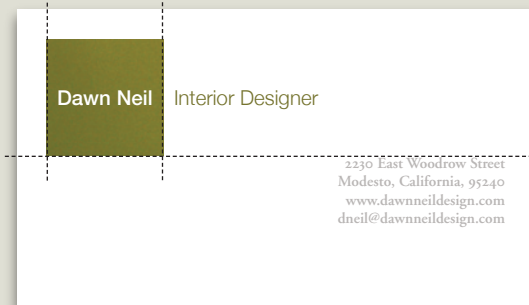 Dawn Neil Interior Designer
2230 East Woodrow Street
Modesto, California, 95240
www.dawnneildesign.com
dneil@dawnneildesign.com